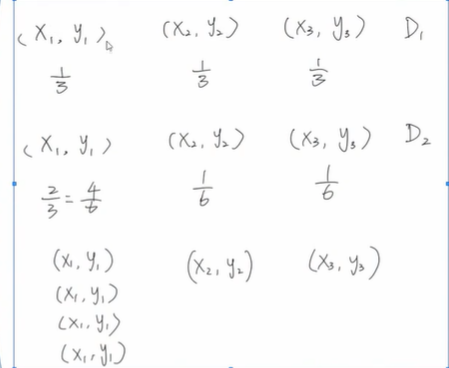 (x₁, y₁) (x₂, y₂) (x₃, y₃) D₁
1/3 1/3 1/3
(x₁, y₁) (x₂, y₂) (x₃, y₃) D₂
2/3 = 4/6 1/6 1/6
(x₁, y₁) (x₂, y₂) (x₃, y₃)
(x₁, y₁)
(x₁, y₁)
(x₁, y₁)